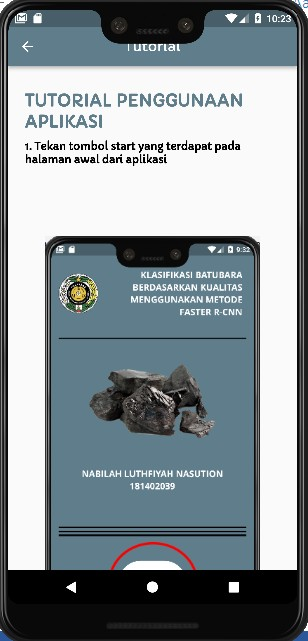 10:23
Tutorial
TUTORIAL PENGGUNAAN
APLIKASI
1. Tekan tombol start yang terdapat pada
halaman awal dari aplikasi
9:32
KLASIFIKASI BATUBARA
BERDASARKAN KUALITAS
MENGGUNAKAN METODE
FASTER R-CNN
NABILAH LUTHFIYAH NASUTION
181402039